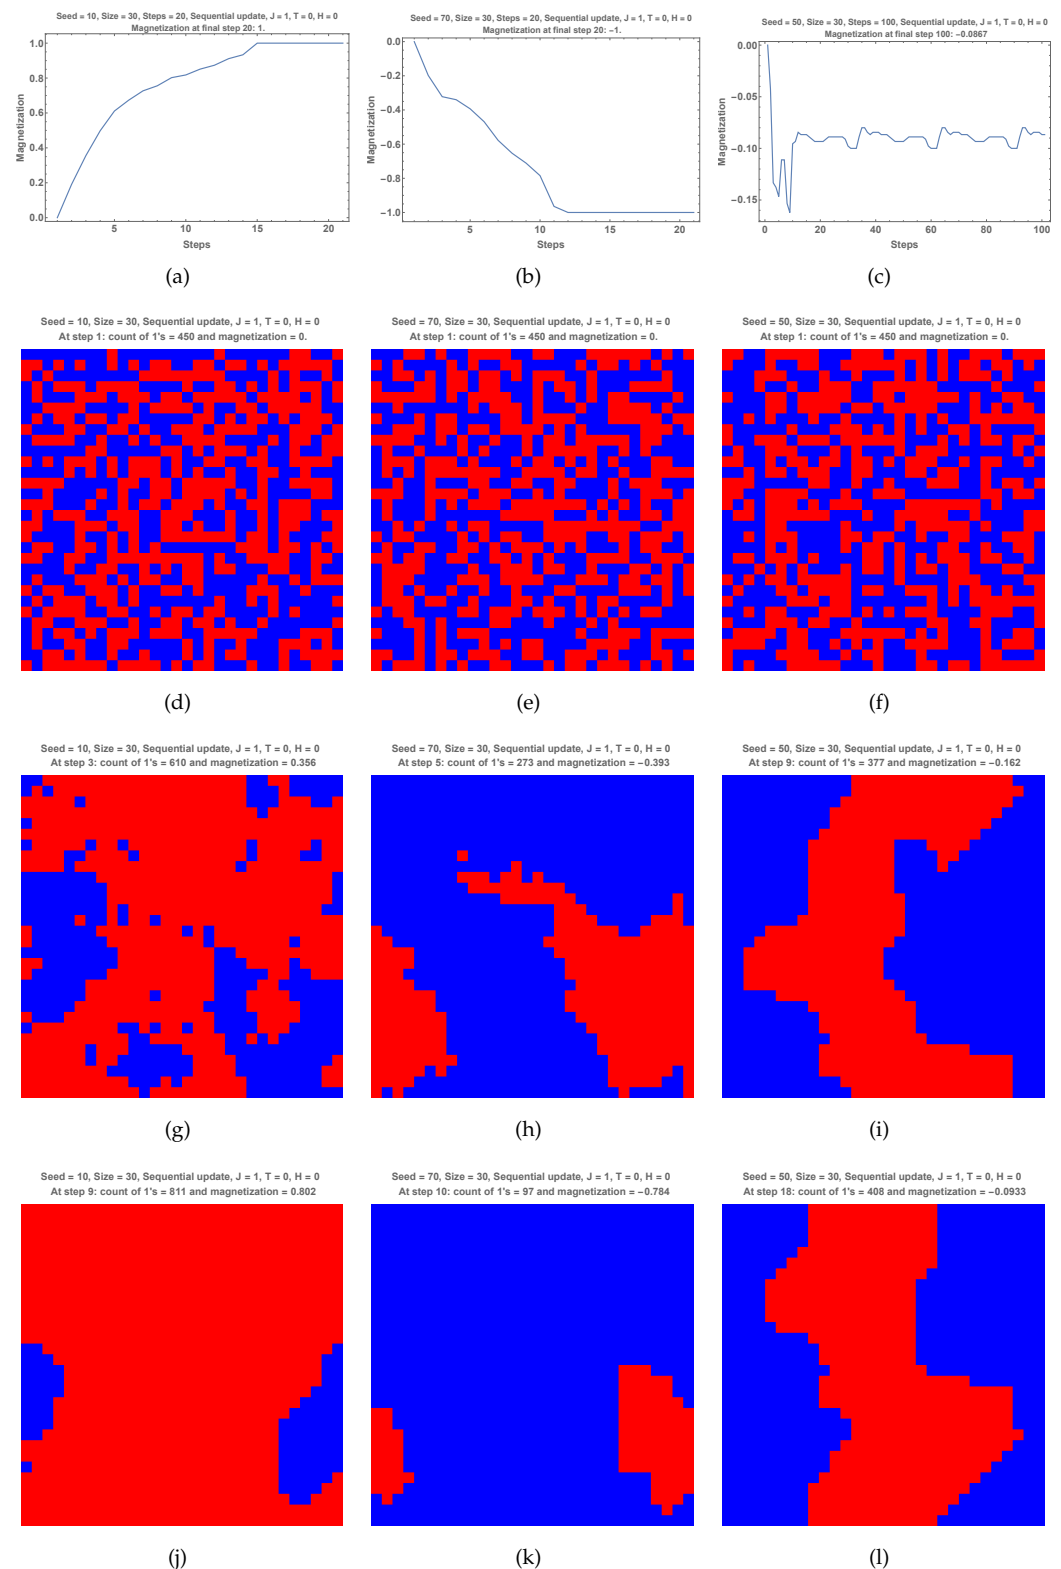 Seed = 10, Size = 30, Steps = 20, Sequential update, J = 1, T = 0, H = 0
Magnetization at final step 20: 1.
Magnetization
1.0
0.8
0.6
0.4
0.2
0.0
5
10
15
20
Steps
(a)
Seed = 70, Size = 30, Steps = 20, Sequential update, J = 1, T = 0, H = 0
Magnetization at final step 20: −1.
Magnetization
0.0
−0.2
−0.4
−0.6
−0.8
−1.0
5
10
15
20
Steps
(b)
Seed = 50, Size = 30, Steps = 100, Sequential update, J = 1, T = 0, H = 0
Magnetization at final step 100: −0.0867
Magnetization
0.00
−0.05
−0.10
−0.15
0
20
40
60
80
100
Steps
(c)
Seed = 10, Size = 30, Sequential update, J = 1, T = 0, H = 0
At step 1: count of 1's = 450 and magnetization = 0.
(d)
Seed = 70, Size = 30, Sequential update, J = 1, T = 0, H = 0
At step 1: count of 1's = 450 and magnetization = 0.
(e)
Seed = 50, Size = 30, Sequential update, J = 1, T = 0, H = 0
At step 1: count of 1's = 450 and magnetization = 0.
(f)
Seed = 10, Size = 30, Sequential update, J = 1, T = 0, H = 0
At step 3: count of 1's = 610 and magnetization = 0.356
(g)
Seed = 70, Size = 30, Sequential update, J = 1, T = 0, H = 0
At step 5: count of 1's = 273 and magnetization = −0.393
(h)
Seed = 50, Size = 30, Sequential update, J = 1, T = 0, H = 0
At step 9: count of 1's = 377 and magnetization = −0.162
(i)
Seed = 10, Size = 30, Sequential update, J = 1, T = 0, H = 0
At step 9: count of 1's = 811 and magnetization = 0.802
(j)
Seed = 70, Size = 30, Sequential update, J = 1, T = 0, H = 0
At step 10: count of 1's = 97 and magnetization = −0.784
(k)
Seed = 50, Size = 30, Sequential update, J = 1, T = 0, H = 0
At step 18: count of 1's = 408 and magnetization = −0.0933
(l)